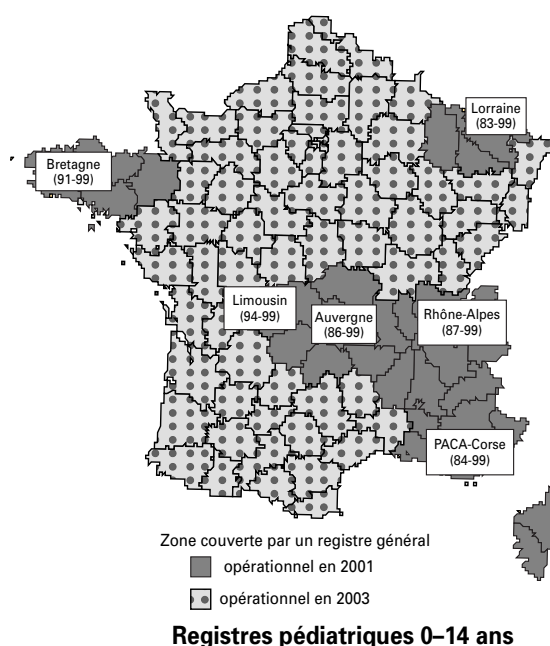 Lorraine
(83-99)
Bretagne
(91-99)
Limousin
(94-99)
Auvergne
(86-99)
Rhône-Alpes
(87-99)
PACA-Corse
(84-99)
Zone couverte par un registre général
opérationnel en 2001
opérationnel en 2003
Registres pédiatriques 0–14 ans